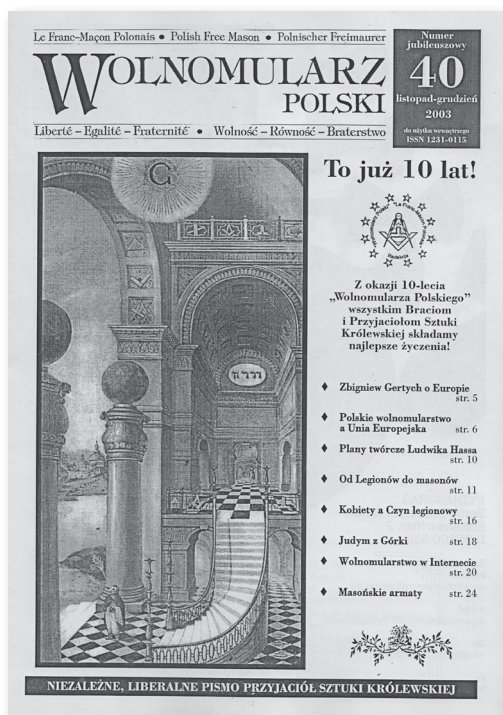 Le Franc-Maçon Polonais • Polish Free Mason • Polnischer Freimaurer
WOLNOMULARZ
POLSKI
Liberté – Egalité – Fraternité • Wolność – Równość – Braterstwo
Numer
jubileuszowy
40
listopad-grudzień
2003
do użytku wewnętrznego
ISSN 1231-0115
G
To już 10 lat!
Z okazji 10-lecia
„Wolnomularza Polskiego”
wszystkim Braciom
i Przyjaciołom Sztuki
Królewskiej składamy
najlepsze życzenia!
♦ Zbigniew Gertych o Europie
str. 5
♦ Polskie wolnomularstwo
a Unia Europejska str. 6
♦ Plany twórcze Ludwika Hassa
str. 10
♦ Od Legionów do masonów
str. 11
♦ Kobiety a Czyn legionowy
str. 16
♦ Judym z Górki str. 18
♦ Wolnomularstwo w Internecie
str. 20
♦ Masońskie armaty str. 24
NIEZALEŻNE, LIBERALNE PISMO PRZYJACIÓŁ SZTUKI KRÓLEWSKIEJ